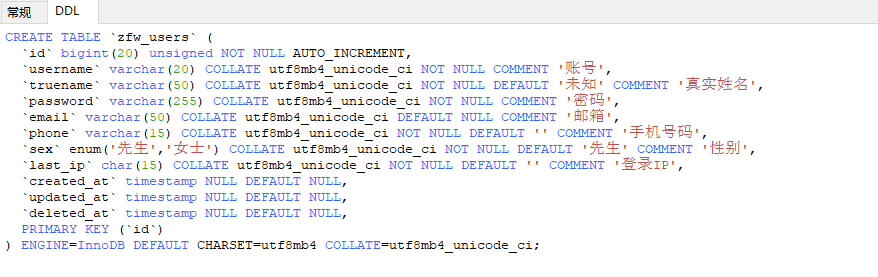 常规 DDL
CREATE TABLE `zfw_users` (
`id` bigint(20) unsigned NOT NULL AUTO_INCREMENT,
`username` varchar(20) COLLATE utf8mb4_unicode_ci NOT NULL COMMENT '账号',
`truename` varchar(50) COLLATE utf8mb4_unicode_ci NOT NULL DEFAULT '未知' COMMENT '真实姓名',
`password` varchar(255) COLLATE utf8mb4_unicode_ci NOT NULL COMMENT '密码',
`email` varchar(50) COLLATE utf8mb4_unicode_ci DEFAULT NULL COMMENT '邮箱',
`phone` varchar(15) COLLATE utf8mb4_unicode_ci NOT NULL DEFAULT '' COMMENT '手机号码',
`sex` enum('先生','女士') COLLATE utf8mb4_unicode_ci NOT NULL DEFAULT '先生' COMMENT '性别',
`last_ip` char(15) COLLATE utf8mb4_unicode_ci NOT NULL DEFAULT '' COMMENT '登录IP',
`created_at` timestamp NULL DEFAULT NULL,
`updated_at` timestamp NULL DEFAULT NULL,
`deleted_at` timestamp NULL DEFAULT NULL,
PRIMARY KEY (`id`)
) ENGINE=InnoDB DEFAULT CHARSET=utf8mb4 COLLATE=utf8mb4_unicode_ci;